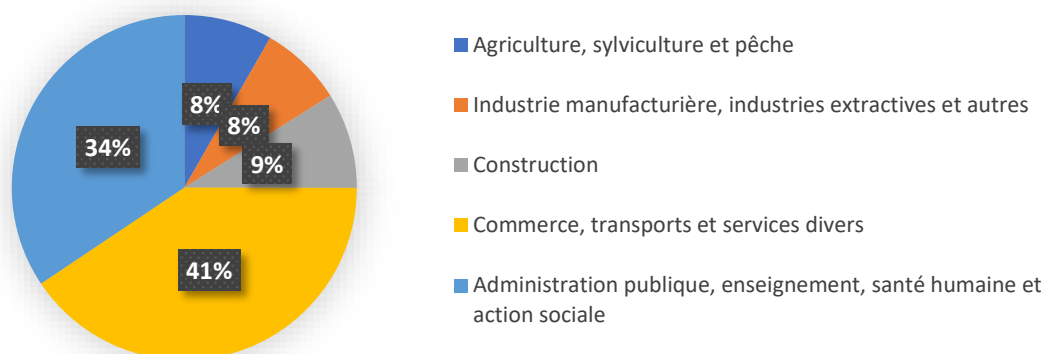 8%
8%
9%
41%
34%
Agriculture, sylviculture et pêche
Industrie manufacturière, industries extractives et autres
Construction
Commerce, transports et services divers
Administration publique, enseignement, santé humaine et
action sociale